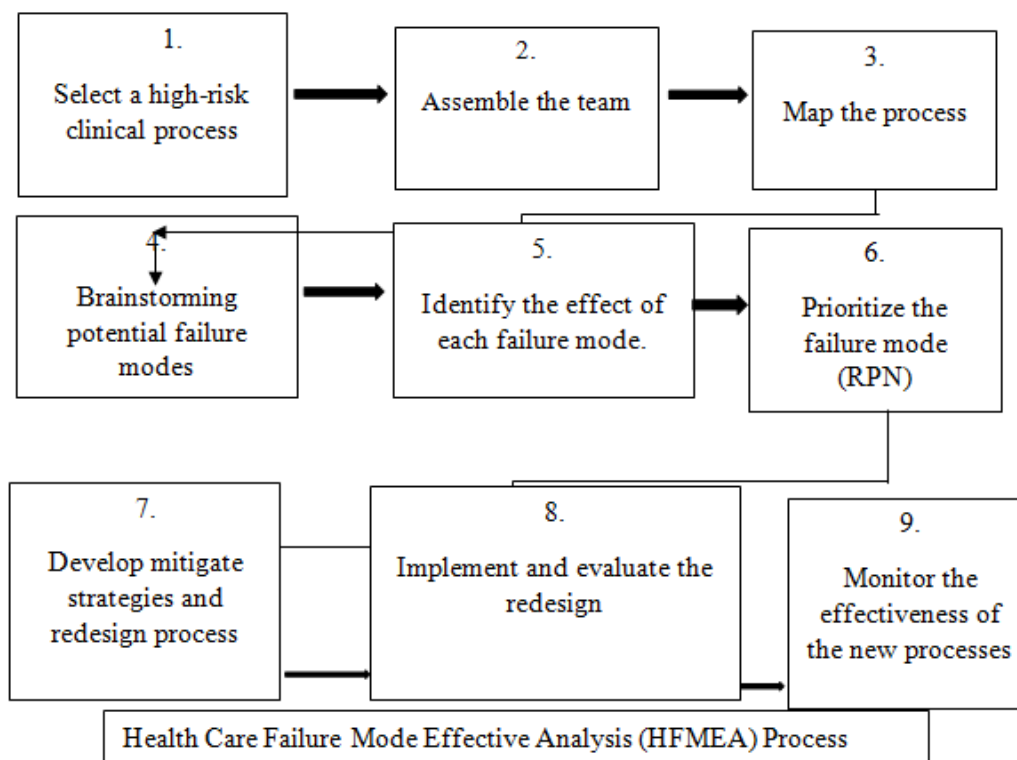 1.
Select a high-risk
clinical process
2.
Assemble the team
3.
Map the process
4.
Brainstorming
potential failure
modes
5.
Identify the effect of
each failure mode.
6.
Prioritize the
failure mode
(RPN)
7.
Develop mitigate
strategies and
redesign process
8.
Implement and evaluate the
redesign
9.
Monitor the
effectiveness of
the new processes
Health Care Failure Mode Effective Analysis (HFMEA) Process